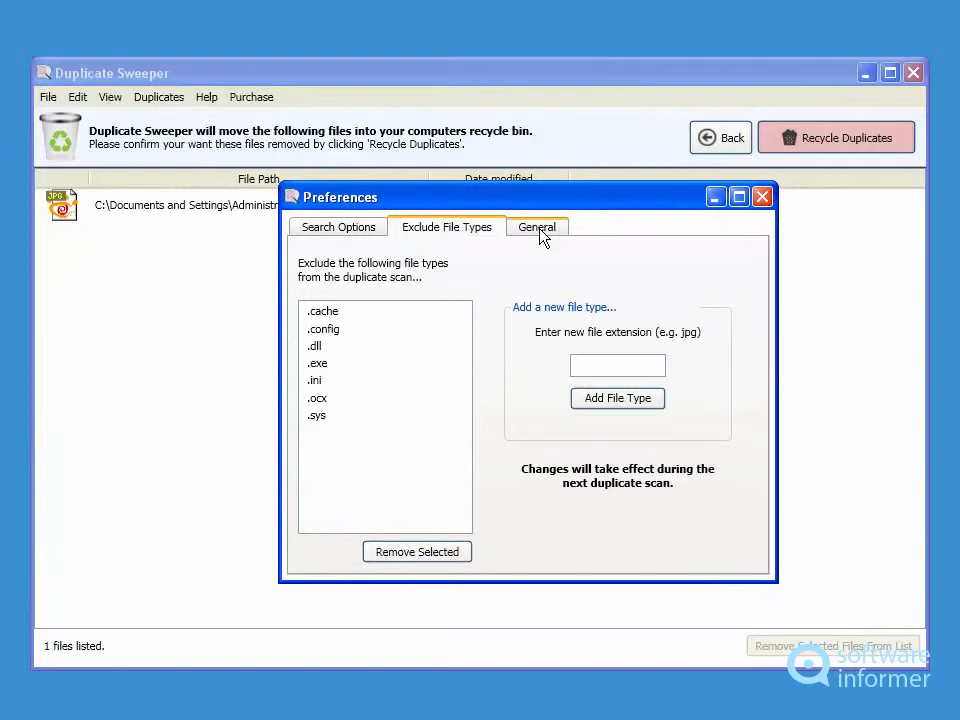 Duplicate Sweeper
File Edit View Duplicates Help Purchase
Duplicate Sweeper will move the following files into your computers recycle bin.
Please confirm your want these files removed by clicking 'Recycle Duplicates'.
Back
Recycle Duplicates
File Path
Date modified
JPG
C:\Documents and Settings\Administr
Preferences
Search Options
Exclude File Types
General
Exclude the following file types
from the duplicate scan...
.cache
.config
.dll
.exe
.ini
.ocx
.sys
Remove Selected
Add a new file type...
Enter new file extension (e.g. jpg)
Add File Type
Changes will take effect during the
next duplicate scan.
1 files listed.
Remove Selected Files From List
software
informer